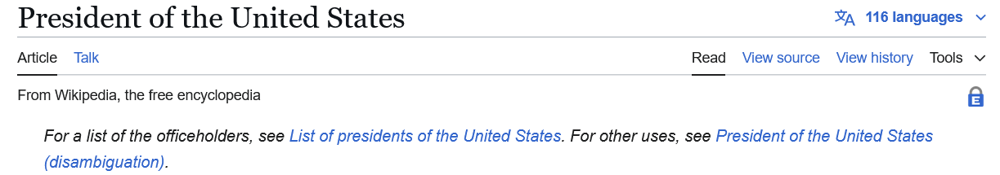 President of the United States
116 languages
Article Talk
Read View source View history Tools
From Wikipedia, the free encyclopedia
E
For a list of the officeholders, see List of presidents of the United States. For other uses, see President of the United States
(disambiguation).